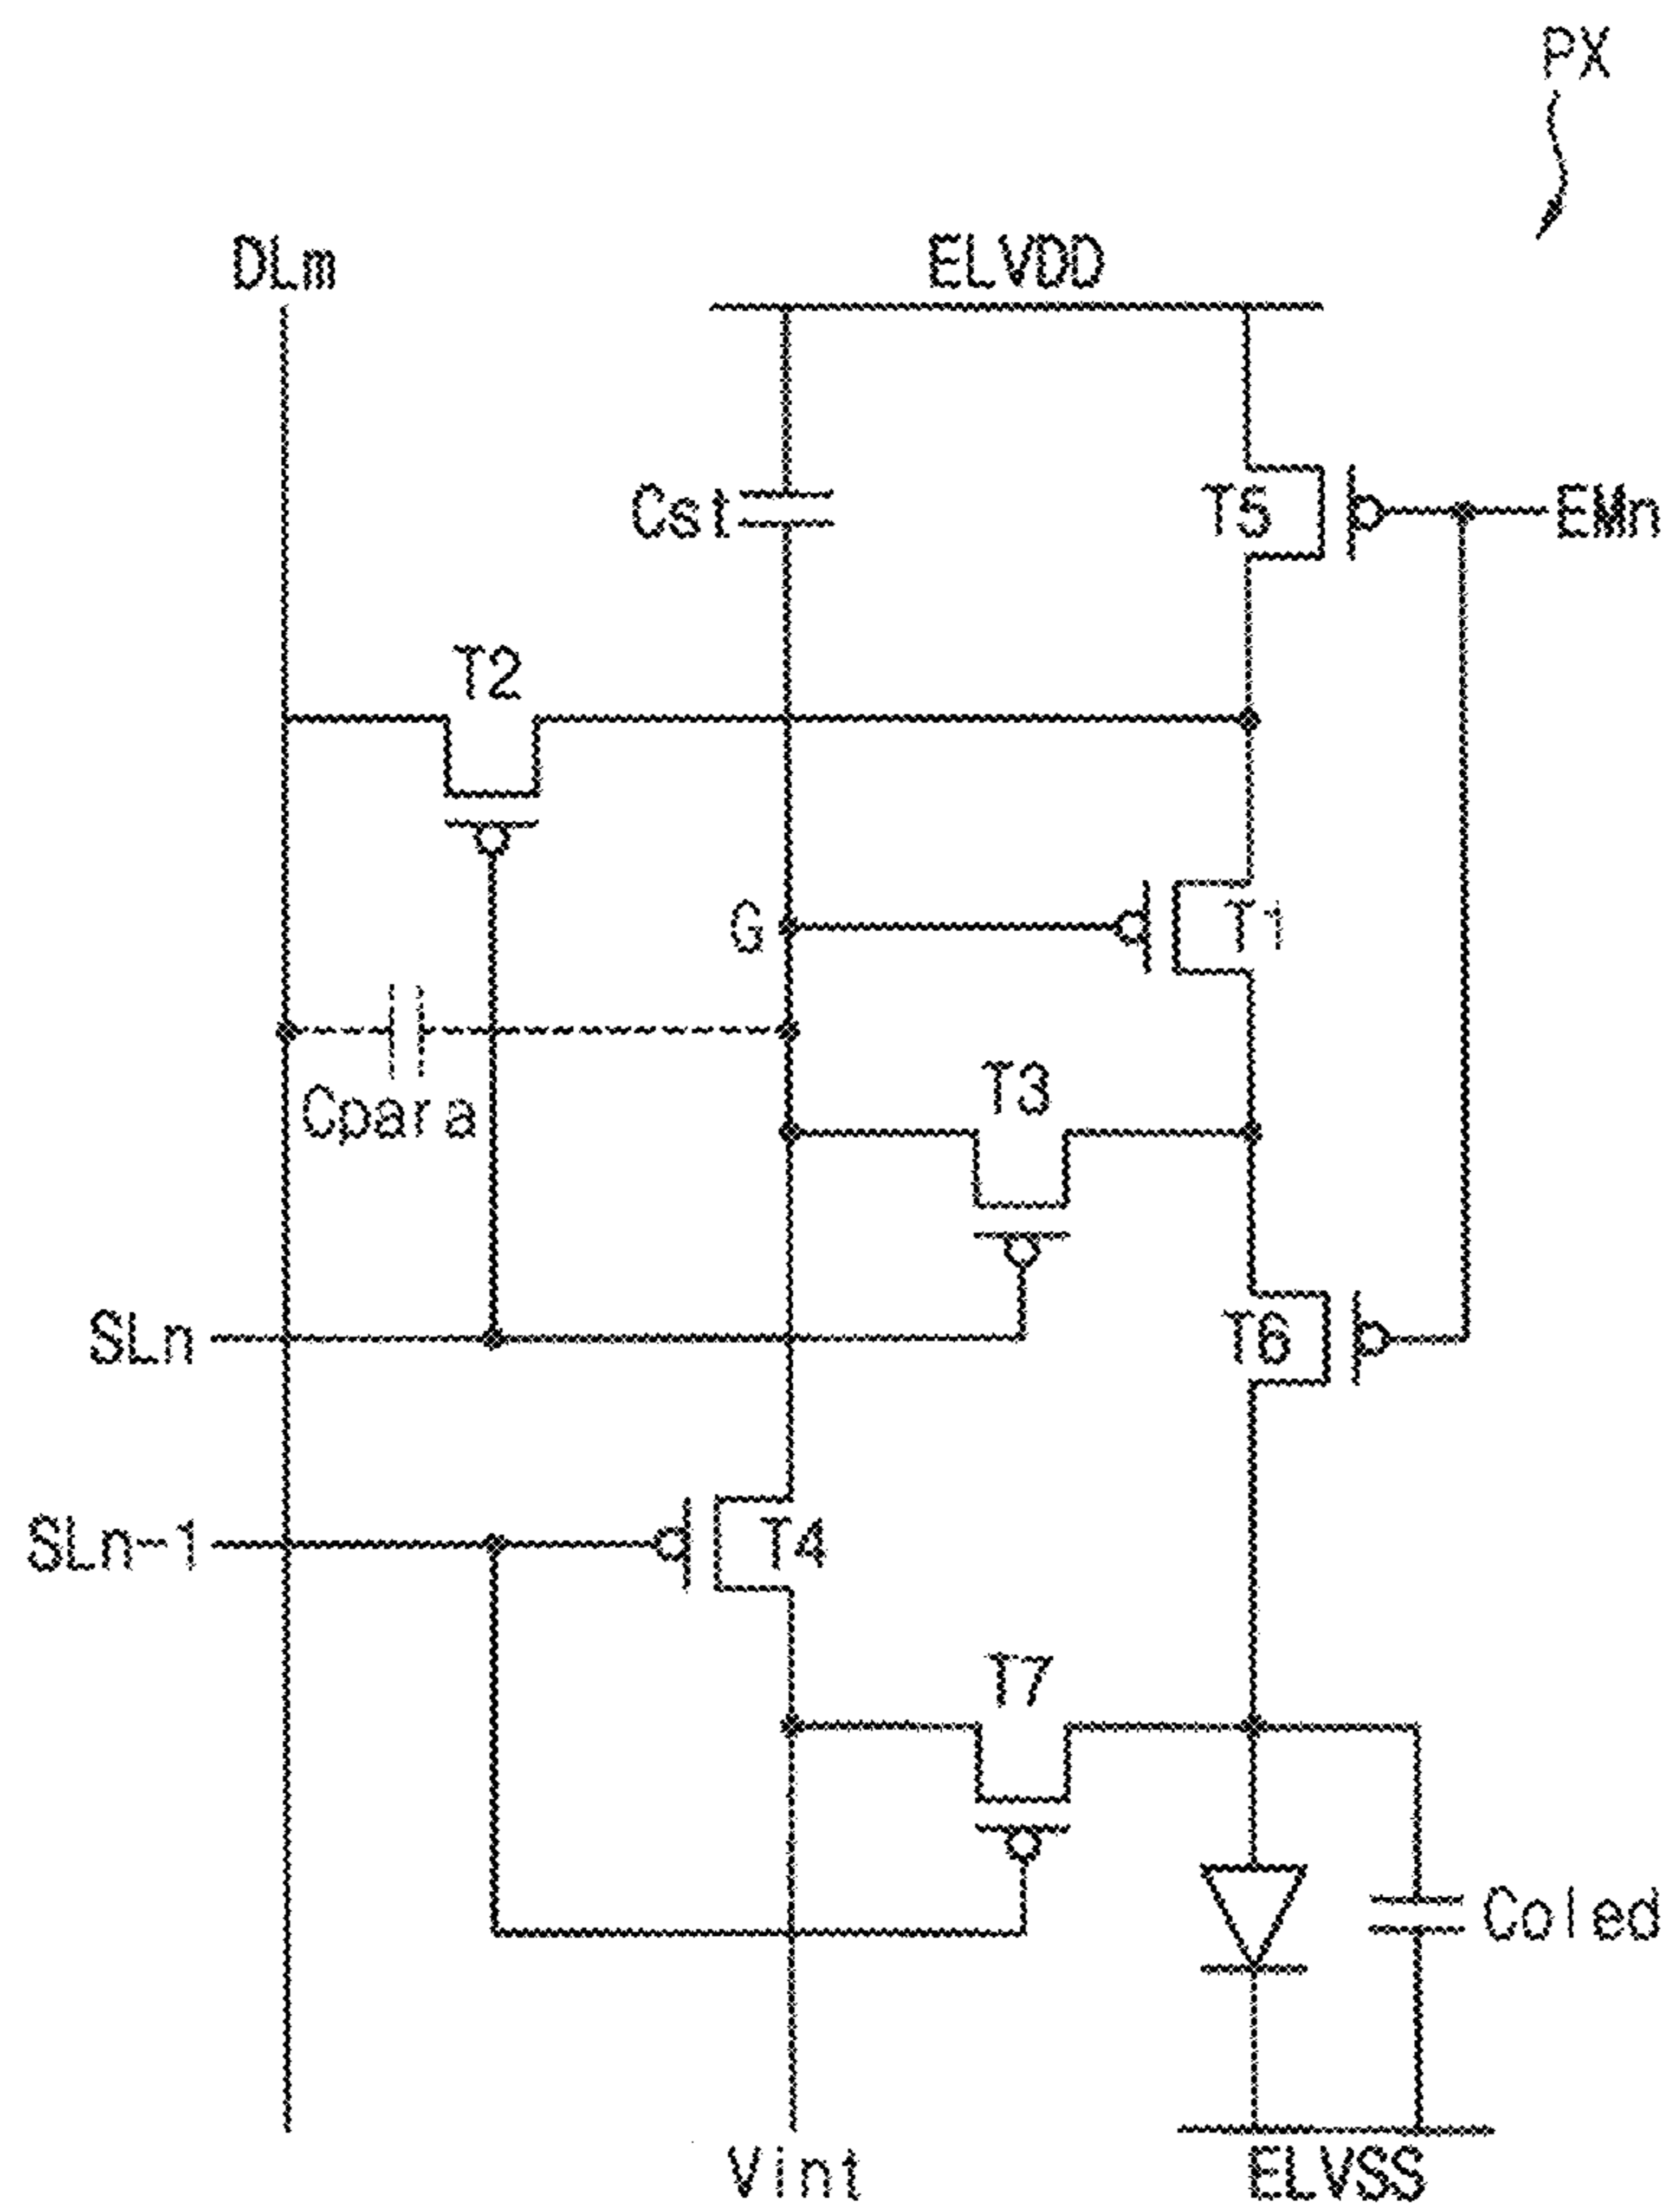 PX
DLm
ELVDD
Cst
T5
EMn
T2
G
T1
Cpara
T3
SLn
T6
SLn-1
T4
T7
Coled
Vint
ELVSS